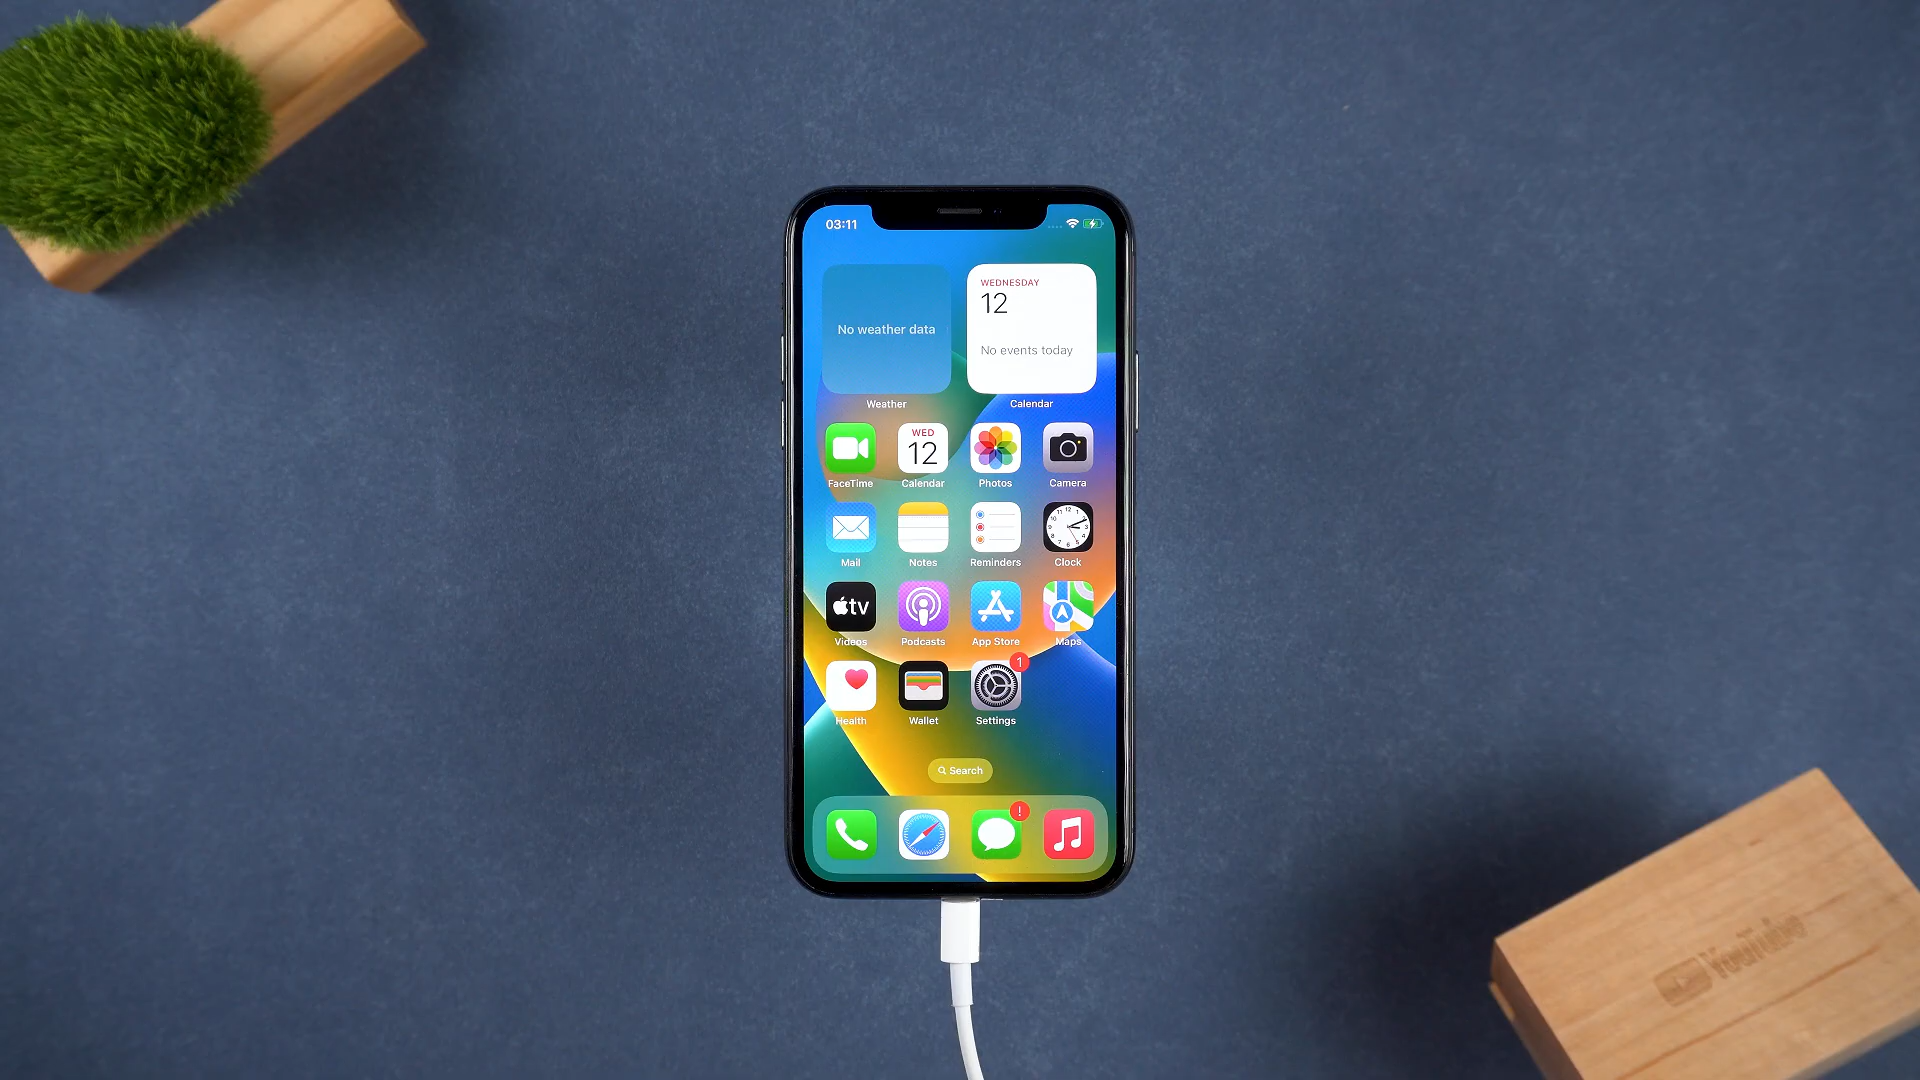 03:11
No weather data
WEDNESDAY
12
No events today
Weather
Calendar
WED
12
FaceTime
Calendar
Photos
Camera
Mail
Notes
Reminders
Clock
tv
Videos
Podcasts
App Store
Maps
1
Health
Wallet
Settings
Search
!
YouTube